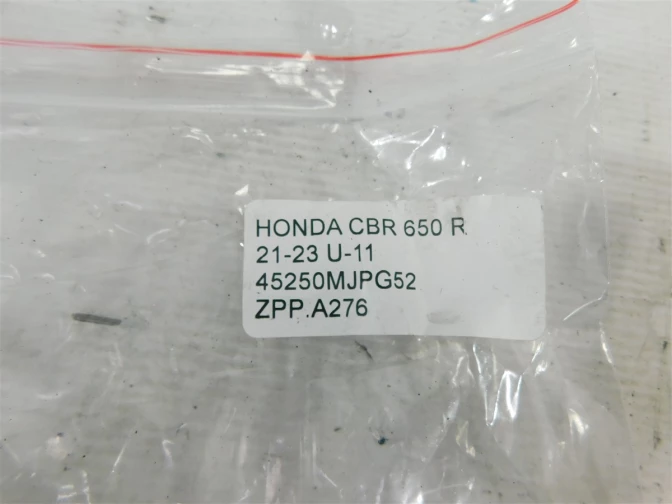 HONDA CBR 650 R
21-23 U-11
45250MJPG52
ZPP.A276